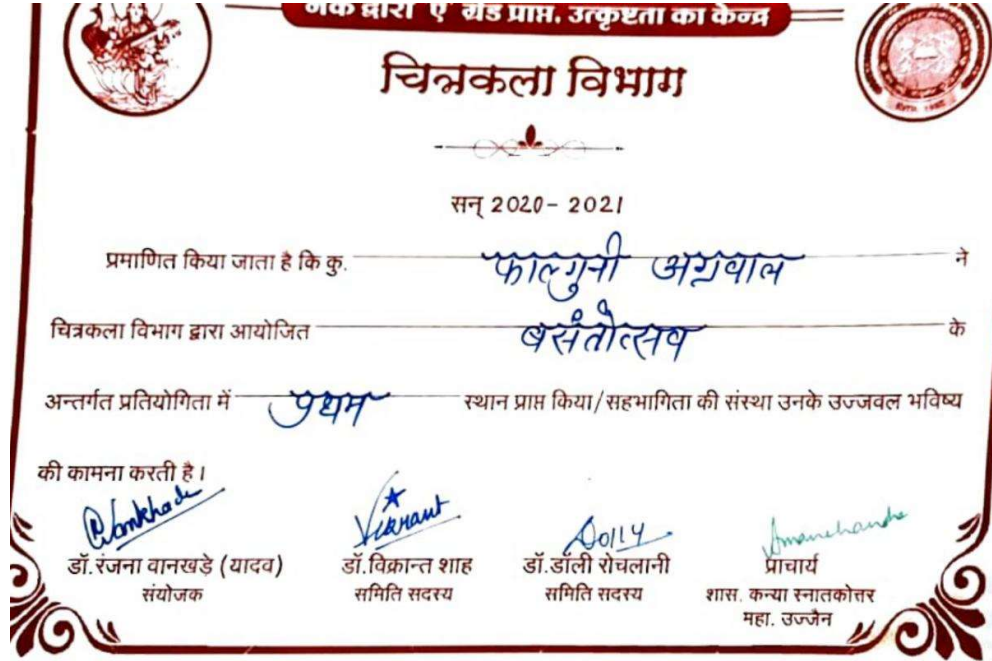 नैक द्वारा 'ए' ग्रेड प्राप्त. उत्कृष्टता का केन्द्र
चित्रकला विभाग
सन् 2020- 2021
प्रमाणित किया जाता है कि कु. फाल्गुनी अग्रवाल ने
चित्रकला विभाग द्वारा आयोजित बसंतोत्सव के
अन्तर्गत प्रतियोगिता में प्रथम स्थान प्राप्त किया/सहभागिता की संस्था उनके उज्जवल भविष्य
की कामना करती है।
Vikrant Dolly
डॉ.रंजना वानखड़े (यादव) डॉ.विक्रान्त शाह डॉ.डॉली रोचलानी प्राचार्य
संयोजक समिति सदस्य समिति सदस्य शास. कन्या स्नातकोत्तर
महा. उज्जैन